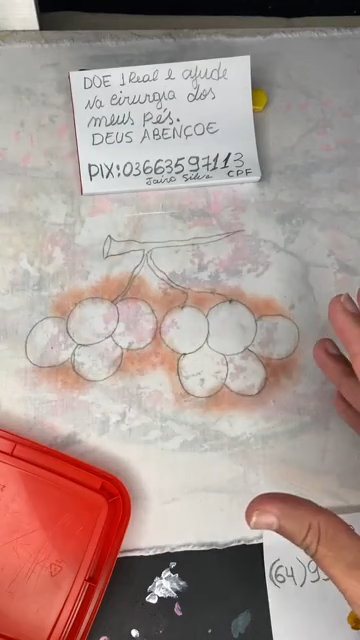 DOE 1 Real e ajude
na cirurgia dos
meus pés.
DEUS ABENÇOE
PIX:03663597113
Jairo Silva CPF
(64)99